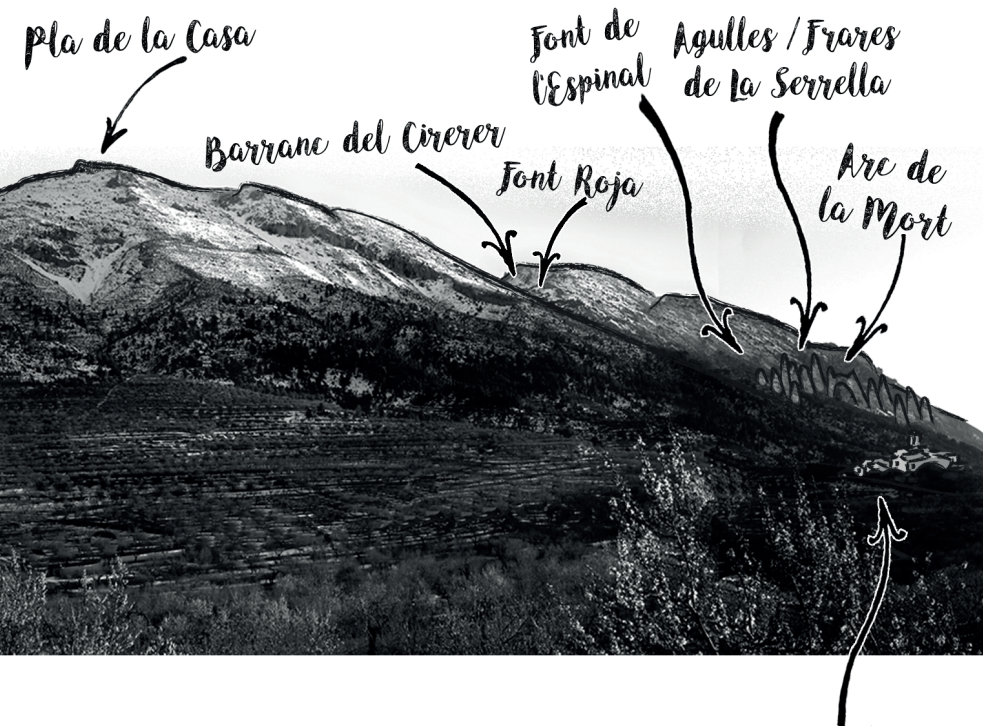 Pla de la Casa
Barranc del Cirerer
Font Roja
Font de
l'Espinal
Agulles / Frares
de La Serrella
Arc de
la Mort